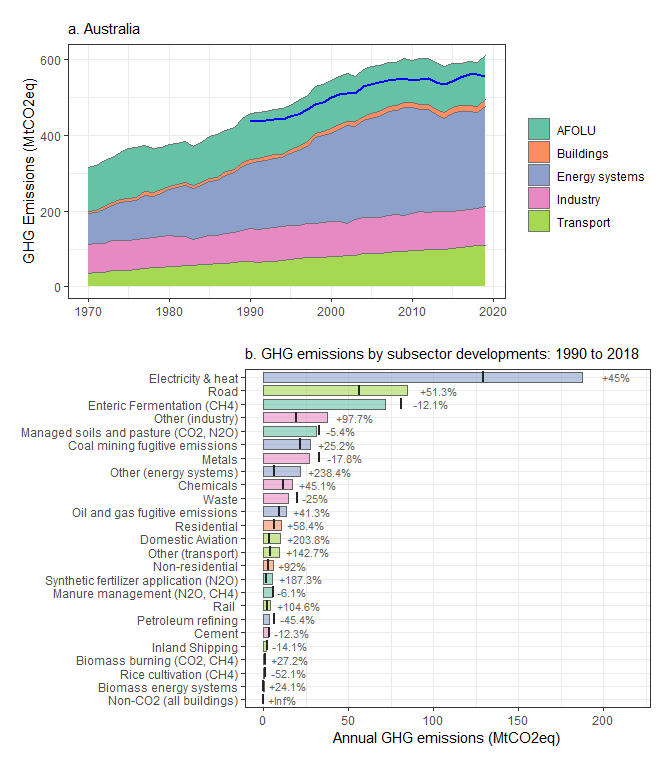 a. Australia
GHG Emissions (MtCO2eq)
600
400
200
0
1970
1980
1990
2000
2010
2020
AFOLU
Buildings
Energy systems
Industry
Transport
b. GHG emissions by subsector developments: 1990 to 2018
Electricity & heat +45%
Road +51.3%
Enteric Fermentation (CH4) -12.1%
Other (industry) +97.7%
Managed soils and pasture (CO2, N2O) -5.4%
Coal mining fugitive emissions +25.2%
Metals -17.8%
Other (energy systems) +238.4%
Chemicals +45.1%
Waste -25%
Oil and gas fugitive emissions +41.3%
Residential +58.4%
Domestic Aviation +203.8%
Other (transport) +142.7%
Non-residential +92%
Synthetic fertilizer application (N2O) +187.3%
Manure management (N2O, CH4) -6.1%
Rail +104.6%
Petroleum refining -45.4%
Cement -12.3%
Inland Shipping -14.1%
Biomass burning (CO2, CH4) +27.2%
Rice cultivation (CH4) -52.1%
Biomass energy systems +24.1%
Non-CO2 (all buildings) +Inf%
0
50
100
150
200
Annual GHG emissions (MtCO2eq)